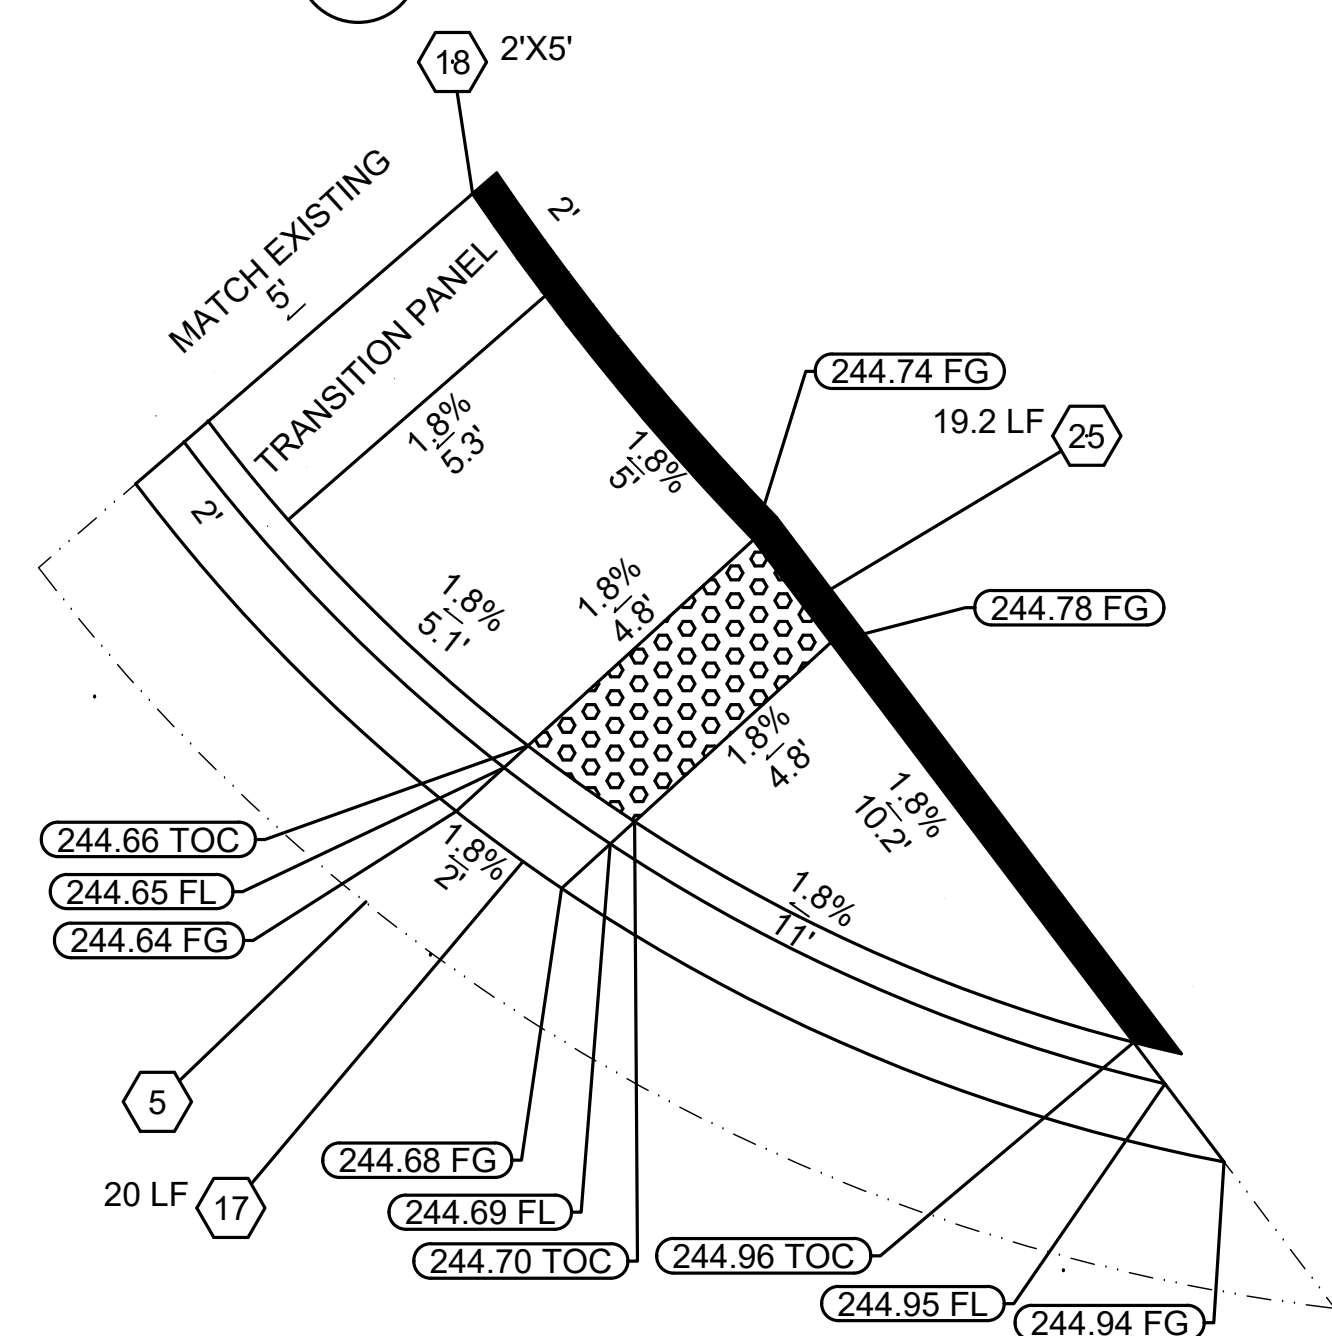 18
2'X5'
MATCH EXISTING
5'
2'
TRANSITION PANEL
244.74 FG
19.2 LF
25
1.8%
5.3'
1.8%
5'
2'
1.8%
5.1'
1.8%
4.8'
244.78 FG
1.8%
4.8'
1.8%
10.2'
244.66 TOC
244.65 FL
244.64 FG
1.8%
2'
1.8%
11'
5
20 LF
17
244.68 FG
244.69 FL
244.70 TOC
244.96 TOC
244.95 FL
244.94 FG